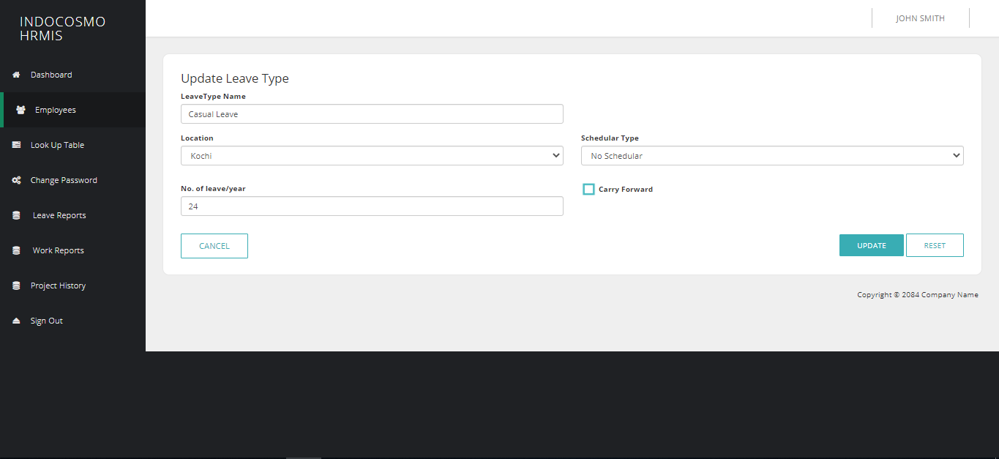 INDOCOSMO
HRMIS
JOHN SMITH
Dashboard
Employees
Look Up Table
Change Password
Leave Reports
Work Reports
Project History
Sign Out
Update Leave Type
LeaveType Name
Casual Leave
Location
Schedular Type
Kochi
No Schedular
No. of leave/year
Carry Forward
24
CANCEL
UPDATE
RESET
Copyright © 2084 Company Name